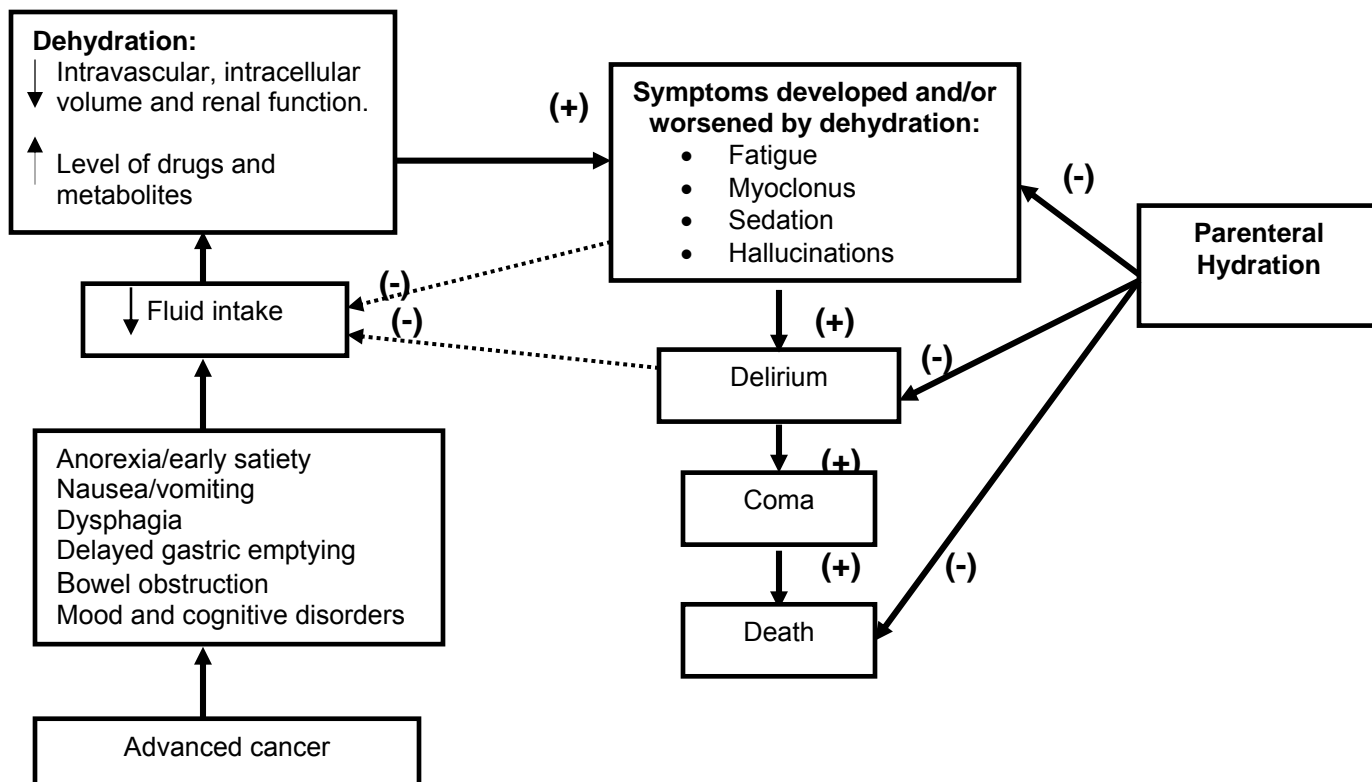 Dehydration:
Intravascular, intracellular
volume and renal function.
Level of drugs and
metabolites
(+)
Symptoms developed and/or
worsened by dehydration:
• Fatigue
• Myoclonus
• Sedation
• Hallucinations
(-)
Parenteral
Hydration
Fluid intake
(-)
(-)
(+)
Delirium
(-)
(+)
Coma
(+)
(-)
Death
Anorexia/early satiety
Nausea/vomiting
Dysphagia
Delayed gastric emptying
Bowel obstruction
Mood and cognitive disorders
Advanced cancer